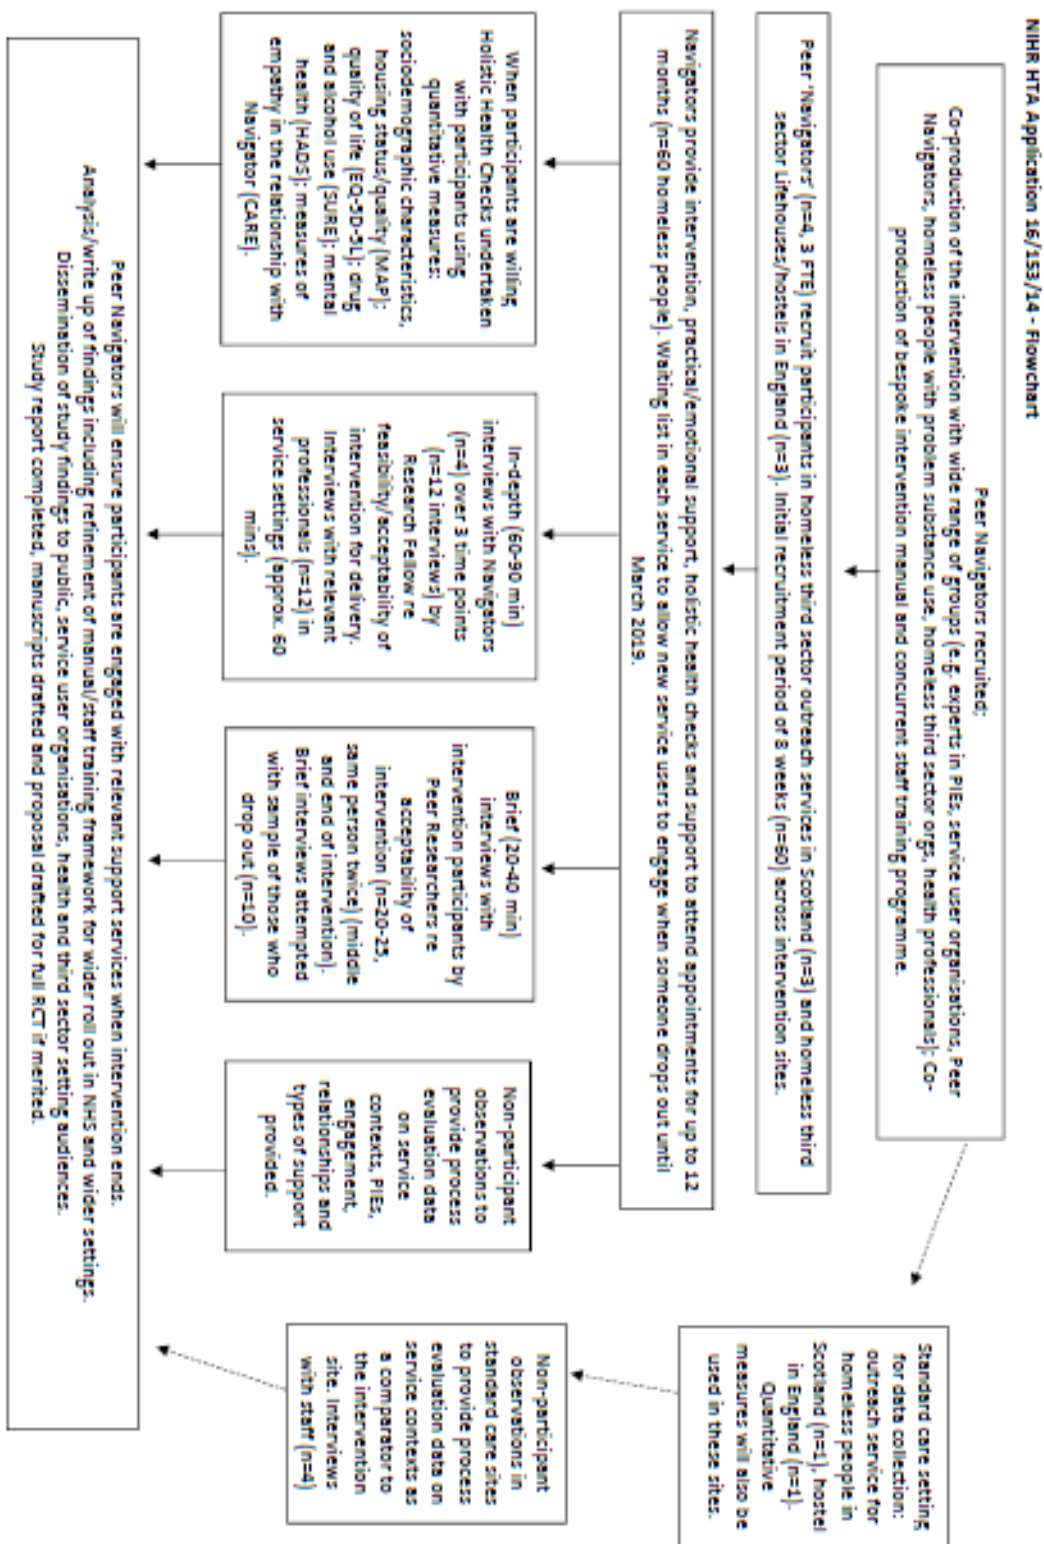 NIHR HTA Application 16/153/14 - Flowchart
Peer Navigators recruited;
Co-production of the intervention with wide range of groups (e.g. experts in PIEs, service user organisations, Peer
Navigators, homeless people with problem substance use, homeless third sector orgs, health professionals); Co-
production of bespoke intervention manual and concurrent staff training programme.
Peer 'Navigators' (n=4, 3 FTE) recruit participants in homeless third sector outreach services in Scotland (n=3) and homeless third
sector Lifehouses/hostels in England (n=3). Initial recruitment period of 8 weeks (n=60) across intervention sites.
Navigators provide intervention, practical/emotional support, holistic health checks and support to attend appointments for up to 12
months (n=60 homeless people). Waiting list in each service to allow new service users to engage when someone drops out until
March 2019.
When participants are willing
Holistic Health Checks undertaken
with participants using
quantitative measures:
sociodemographic characteristics,
housing status/quality (MAP);
quality of life (EQ-5D-5L); drug
and alcohol use (SURE); mental
health (HADS); measures of
empathy in the relationship with
Navigator (CARE).
In-depth (60-90 min)
interviews with Navigators
(n=4) over 3 time points
(n=12 interviews) by
Research Fellow re
feasibility/acceptability of
intervention for delivery.
Interviews with relevant
professionals (n=12) in
service settings (approx. 60
mins).
Brief (20-40 min)
interviews with
intervention participants by
Peer Researchers re
acceptability of
intervention (n=20-25,
same person twice) (middle
and end of intervention).
Brief interviews attempted
with sample of those who
drop out (n=10).
Non-participant
observations to
provide process
evaluation data
on service
contexts, PIEs,
engagement,
relationships and
types of support
provided.
Standard care setting
for data collection:
outreach service for
homeless people in
Scotland (n=1), hostel
in England (n=1).
Quantitative
measures will also be
used in these sites.
Non-participant
observations in
standard care sites
to provide process
evaluation data on
service contexts as
a comparator to
the intervention
site. Interviews
with staff (n=4)
Peer Navigators will ensure participants are engaged with relevant support services when intervention ends.
Analysis/write up of findings including refinement of manual/staff training framework for wider roll out in NHS and wider settings.
Dissemination of study findings to public, service user organisations, health and third sector setting audiences.
Study report completed, manuscripts drafted and proposal drafted for full RCT if merited.